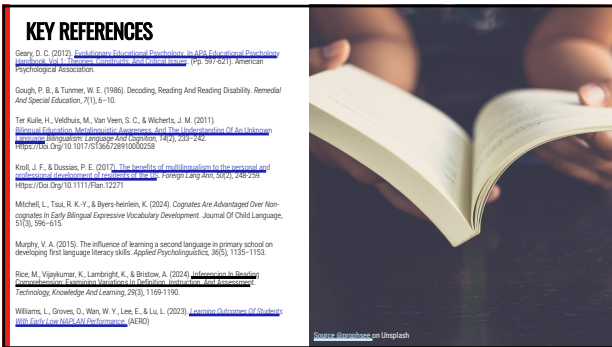 KEY REFERENCES
Geary, D. C. (2012). Evolutionary Educational Psychology. In APA Educational Psychology
Handbook, Vol 1: Theories, Constructs, And Critical Issues. (Pp. 597-621). American
Psychological Association.
Gough, P. B., & Tunmer, W. E. (1986). Decoding, Reading And Reading Disability. Remedial
And Special Education, 7(1), 6–10.
Ter Kuile, H., Veldhuis, M., Van Veen, S. C., & Wicherts, J. M. (2011).
Bilingual Education, Metalinguistic Awareness, And The Understanding Of An Unknown
Language Bilingualism: Language And Cognition, 14(2), 233–242.
Https://Doi.Org/10.1017/S1366728910000258
Kroll, J. F., & Dussias, P. E. (2017). The benefits of multilingualism to the personal and
professional development of residents of the US. Foreign Lang Ann, 50(2), 248-259.
Https://Doi.Org/10.1111/Flan.12271
Mitchell, L., Tsui, R. K.-Y., & Byers-heinlein, K. (2024). Cognates Are Advantaged Over Non-
cognates In Early Bilingual Expressive Vocabulary Development. Journal Of Child Language,
51(3), 596–615.
Murphy, V. A. (2015). The influence of learning a second language in primary school on
developing first language literacy skills. Applied Psycholinguistics, 36(5), 1135–1153.
Rice, M., Vijaykumar, K., Lambright, K., & Bristow, A. (2024). Inferencing In Reading
Comprehension: Examining Variations In Definition, Instruction, And Assessment.
Technology, Knowledge And Learning, 29(3), 1169-1190.
Williams, L., Groves, O., Wan, W. Y., Lee, E., & Lu, L. (2023). Learning Outcomes Of Students
With Early Low NAPLAN Performance. (AERO)
Source @prophsee on Unsplash